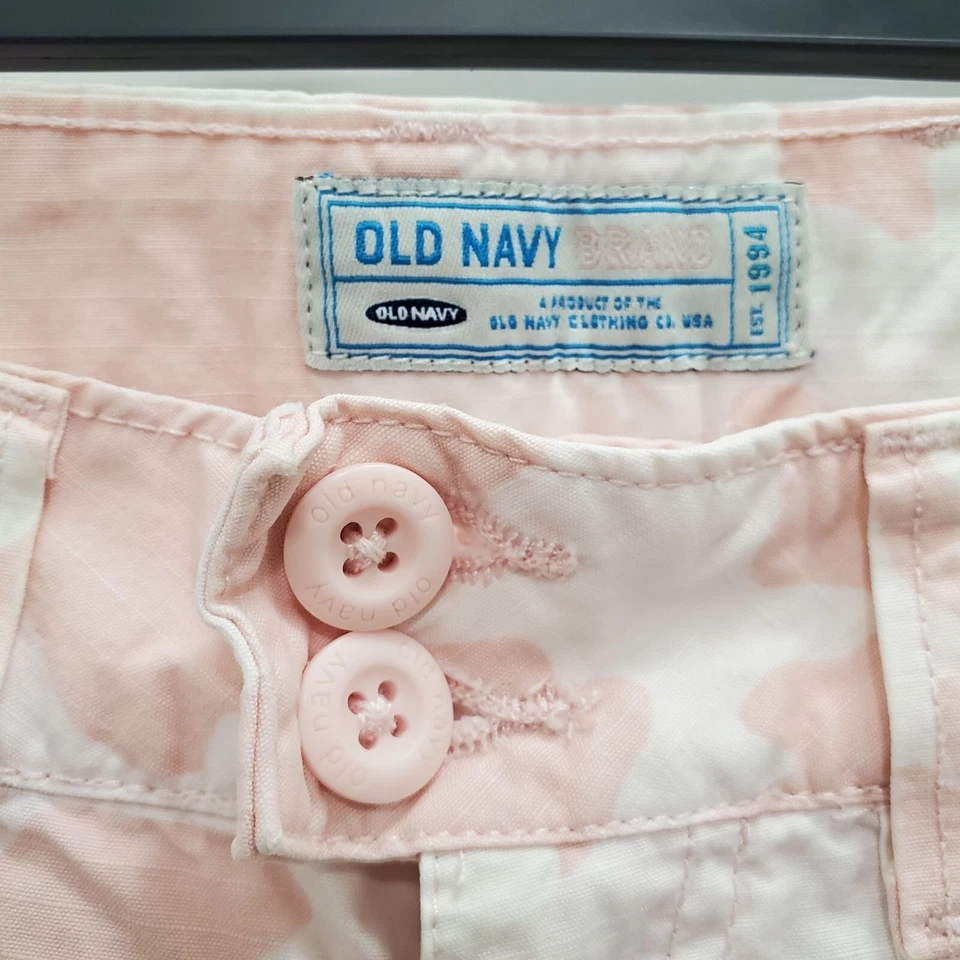 OLD NAVY BRAND
OLD NAVY
A PRODUCT OF THE
OLD NAVY CLOTHING CO. USA
EST. 1994
old navy
old navy
old navy
old navy